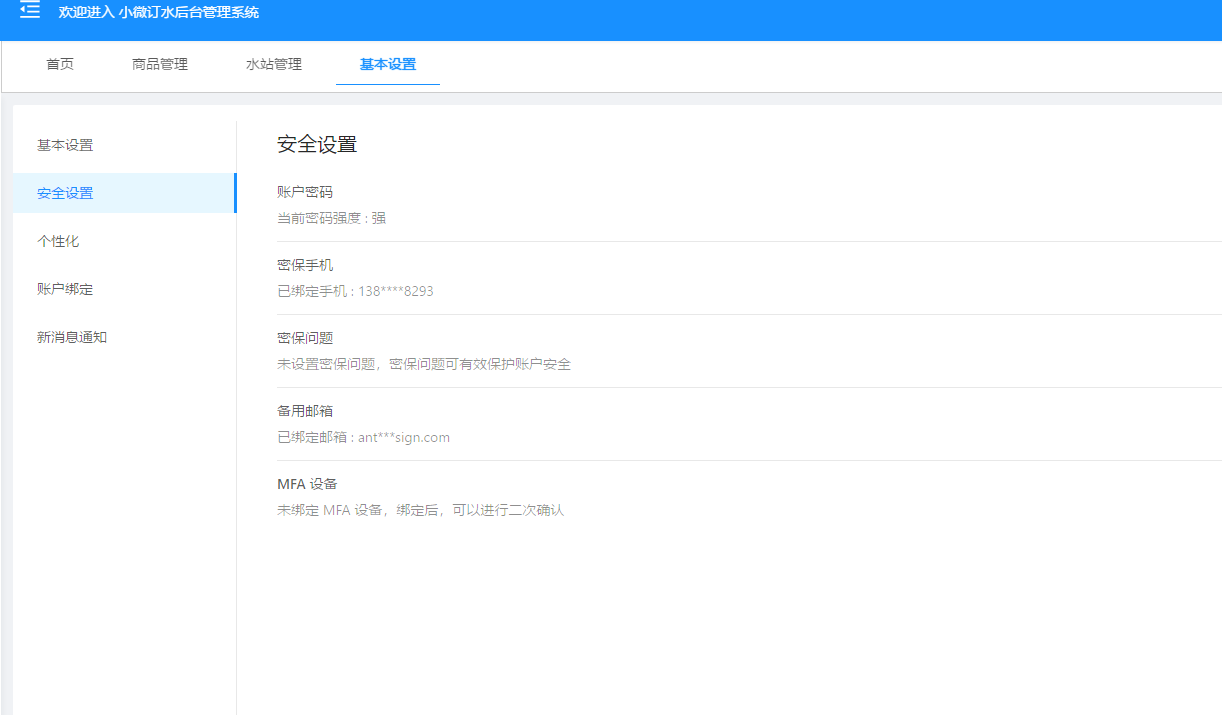 欢迎进入 小微订水后台管理系统
首页 商品管理 水站管理 基本设置
基本设置
安全设置
个性化
账户绑定
新消息通知
安全设置
账户密码
当前密码强度 : 强
密保手机
已绑定手机 : 138****8293
密保问题
未设置密保问题，密保问题可有效保护账户安全
备用邮箱
已绑定邮箱 : ant***sign.com
MFA 设备
未绑定 MFA 设备，绑定后，可以进行二次确认